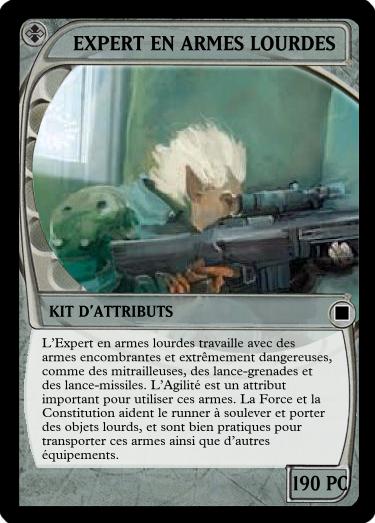 EXPERT EN ARMES LOURDES
KIT D'ATTRIBUTS
L'Expert en armes lourdes travaille avec des
armes encombrantes et extrêmement dangereuses,
comme des mitrailleuses, des lance-grenades et
des lance-missiles. L'Agilité est un attribut
important pour utiliser ces armes. La Force et la
Constitution aident le runner à soulever et porter
des objets lourds, et sont bien pratiques pour
transporter ces armes ainsi que d'autres
équipements.
190 PC